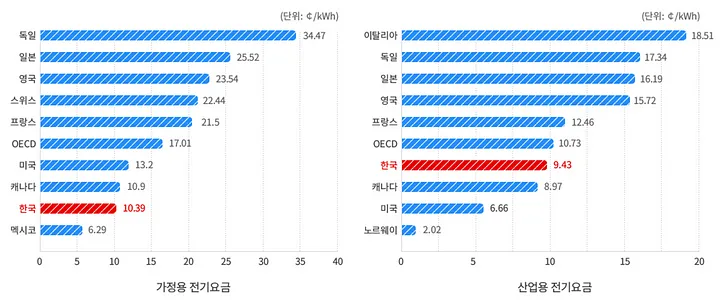 (단위: ￠/kWh)
독일 34.47
일본 25.52
영국 23.54
스위스 22.44
프랑스 21.5
OECD 17.01
미국 13.2
캐나다 10.9
한국 10.39
멕시코 6.29
0 5 10 15 20 25 30 35 40
가정용 전기요금
(단위: ￠/kWh)
이탈리아 18.51
독일 17.34
일본 16.19
영국 15.72
프랑스 12.46
OECD 10.73
한국 9.43
캐나다 8.97
미국 6.66
노르웨이 2.02
0 5 10 15 20
산업용 전기요금